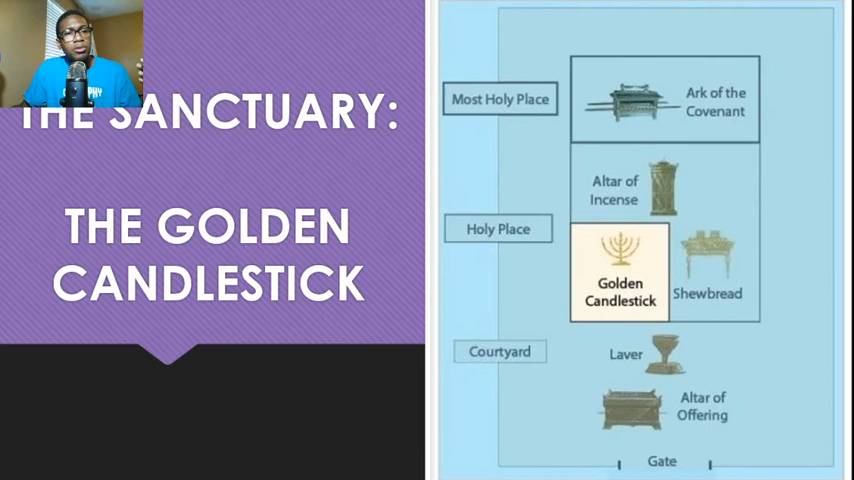 THE SANCTUARY:
THE GOLDEN
CANDLESTICK
Most Holy Place
Ark of the
Covenant
Altar of
Incense
Holy Place
Golden
Candlestick
Shewbread
Courtyard
Laver
Altar of
Offering
Gate